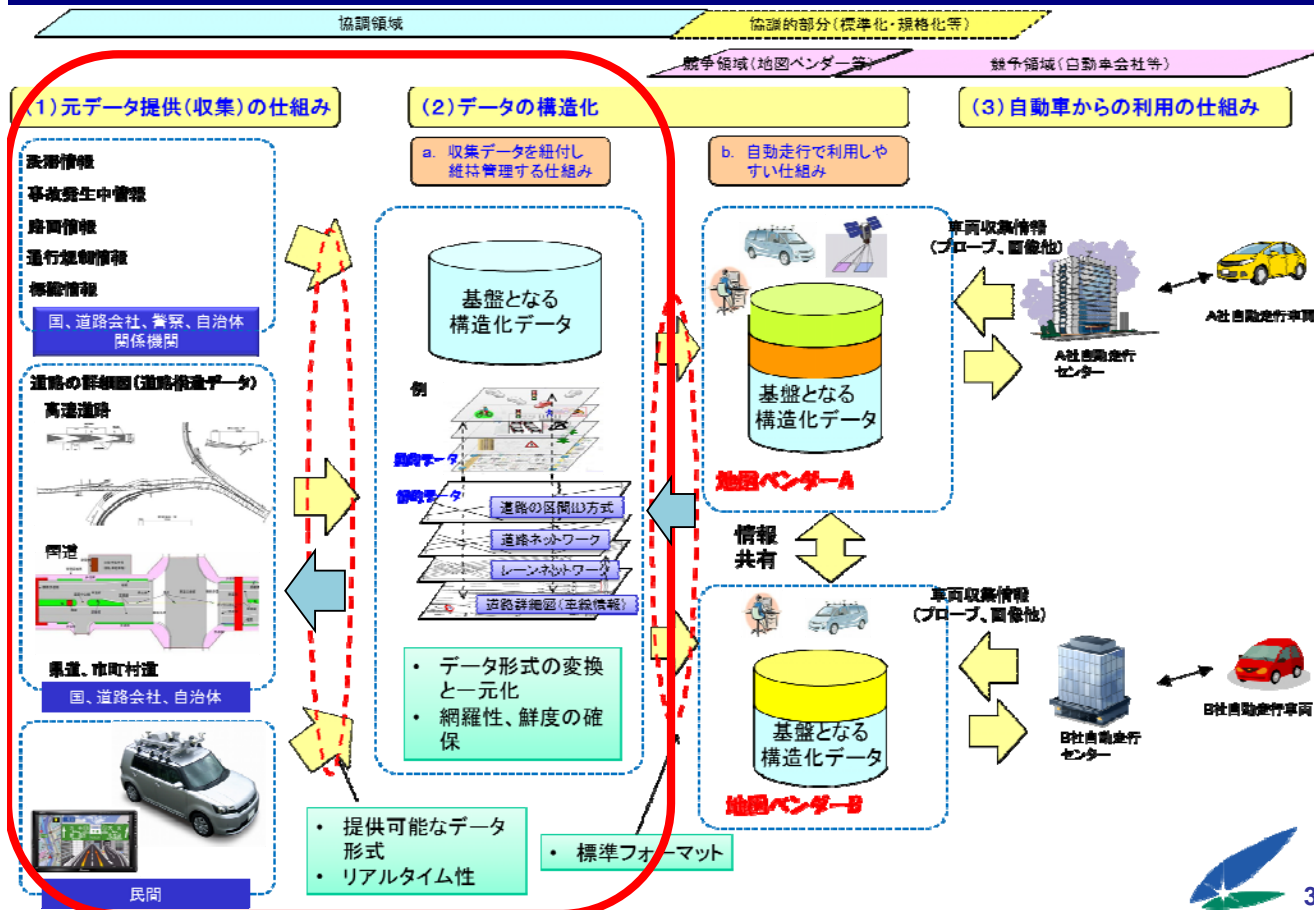 協調領域
協調的部分(標準化・規格化等)
競争領域(地図ベンダー等)
競争領域(自動車会社等)
(1)元データ提供(収集)の仕組み
(2)データの構造化
(3)自動車からの利用の仕組み
a. 収集データを紐付し
維持管理する仕組み
b. 自動走行で利用しや
すい仕組み
渋滞情報
事故発生中情報
路面情報
通行規制情報
標識情報
国、道路会社、警察、自治体
関係機関
道路の詳細図(道路構造データ)
高速道路
国道
県道、市町村道
国、道路会社、自治体
民間
基盤となる
構造化データ
例
動的データ
静的データ
道路の区間ID方式
道路ネットワーク
レーンネットワーク
道路詳細図(車線情報)
• データ形式の変換
と一元化
• 網羅性、鮮度の確
保
• 提供可能なデータ
形式
• リアルタイム性
• 標準フォーマット
基盤となる
構造化データ
地図ベンダーA
情報
共有
基盤となる
構造化データ
地図ベンダーB
車両収集情報
(プローブ、画像他)
A社自動走行
センター
A社自動走行車両
車両収集情報
(プローブ、画像他)
B社自動走行
センター
B社自動走行車両
3